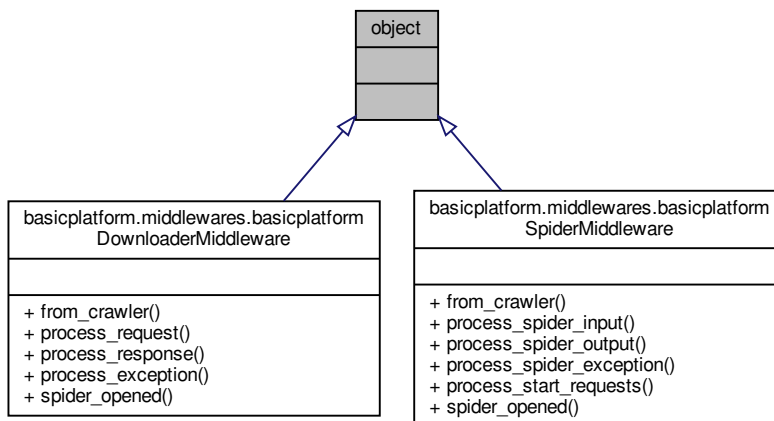 object
basicplatform.middlewares.basicplatform
DownloaderMiddleware
+ from_crawler()
+ process_request()
+ process_response()
+ process_exception()
+ spider_opened()
basicplatform.middlewares.basicplatform
SpiderMiddleware
+ from_crawler()
+ process_spider_input()
+ process_spider_output()
+ process_spider_exception()
+ process_start_requests()
+ spider_opened()